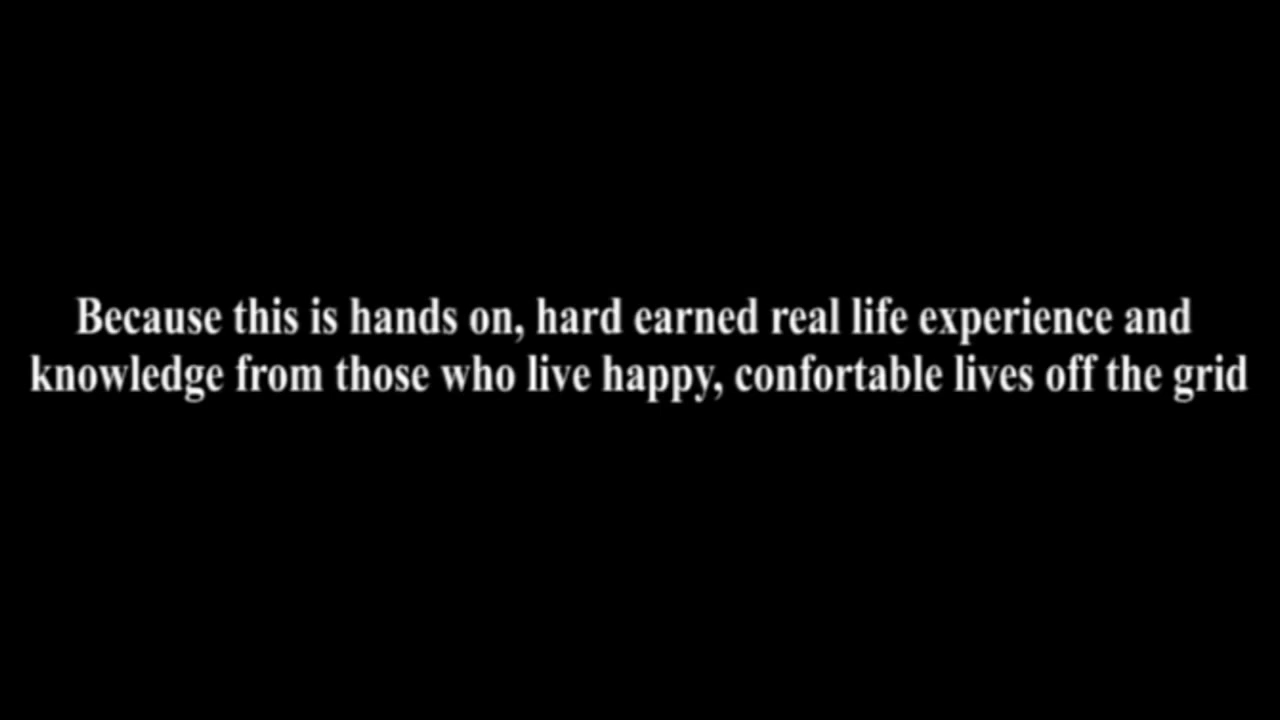 Because this is hands on, hard earned real life experience and
knowledge from those who live happy, confortable lives off the grid